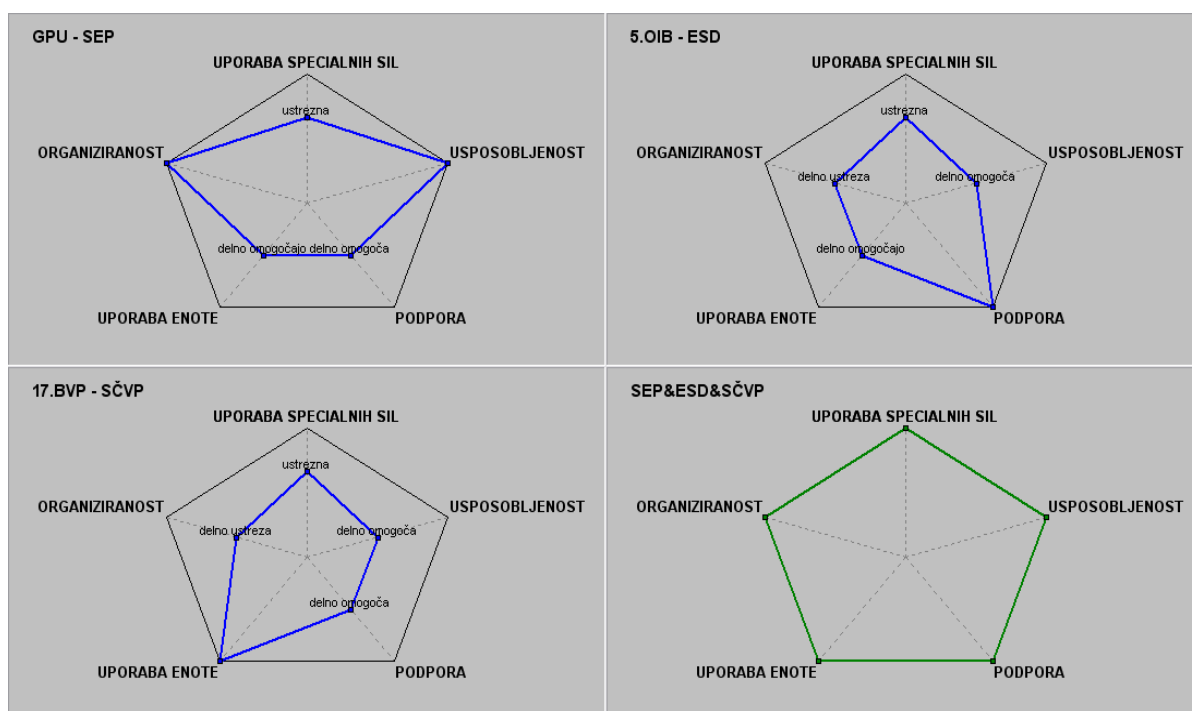 GPU - SEP
UPORABA SPECIALNIH SIL
ustrezna
ORGANIZIRANOST
USPOSOBLJENOST
delno omogočajo
delno omogoča
UPORABA ENOTE
PODPORA
5.OIB - ESD
UPORABA SPECIALNIH SIL
ustrezna
ORGANIZIRANOST
USPOSOBLJENOST
delno ustreza
delno omogoča
delno omogočajo
UPORABA ENOTE
PODPORA
17.BVP - SČVP
UPORABA SPECIALNIH SIL
ustrezna
ORGANIZIRANOST
USPOSOBLJENOST
delno ustreza
delno omogoča
delno omogoča
UPORABA ENOTE
PODPORA
SEP&ESD&SČVP
UPORABA SPECIALNIH SIL
ORGANIZIRANOST
USPOSOBLJENOST
UPORABA ENOTE
PODPORA